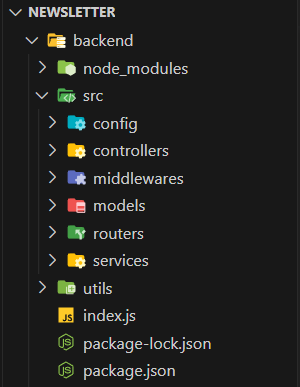 NEWSLETTER
backend
node_modules
src
config
controllers
middlewares
models
routers
services
utils
JS index.js
package-lock.json
package.json